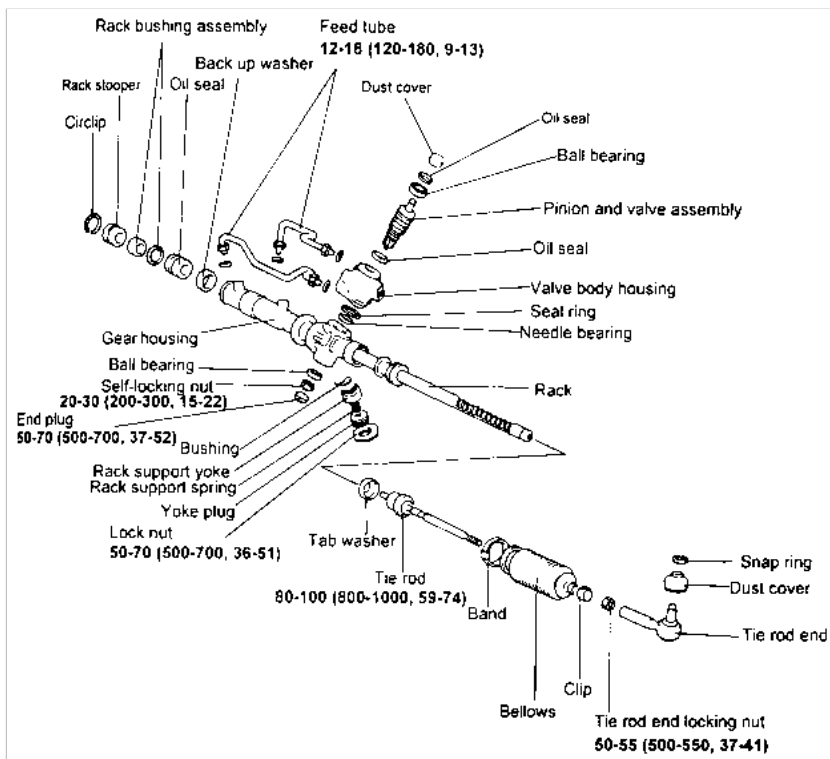 Rack bushing assembly
Feed tube
12-18 (120-180, 9-13)
Back up washer
Oil seal
Rack stooper
Circlip
Dust cover
Oil seal
Ball bearing
Pinion and valve assembly
Oil seal
Valve body housing
Seal ring
Needle bearing
Gear housing
Ball bearing
Self-locking nut
20-30 (200-300, 15-22)
Rack
End plug
50-70 (500-700, 37-52)
Bushing
Rack support yoke
Rack support spring
Yoke plug
Lock nut
50-70 (500-700, 36-51)
Tab washer
Tie rod
80-100 (800-1000, 59-74)
Band
Snap ring
Dust cover
Tie rod end
Clip
Bellows
Tie rod end locking nut
50-55 (500-550, 37-41)